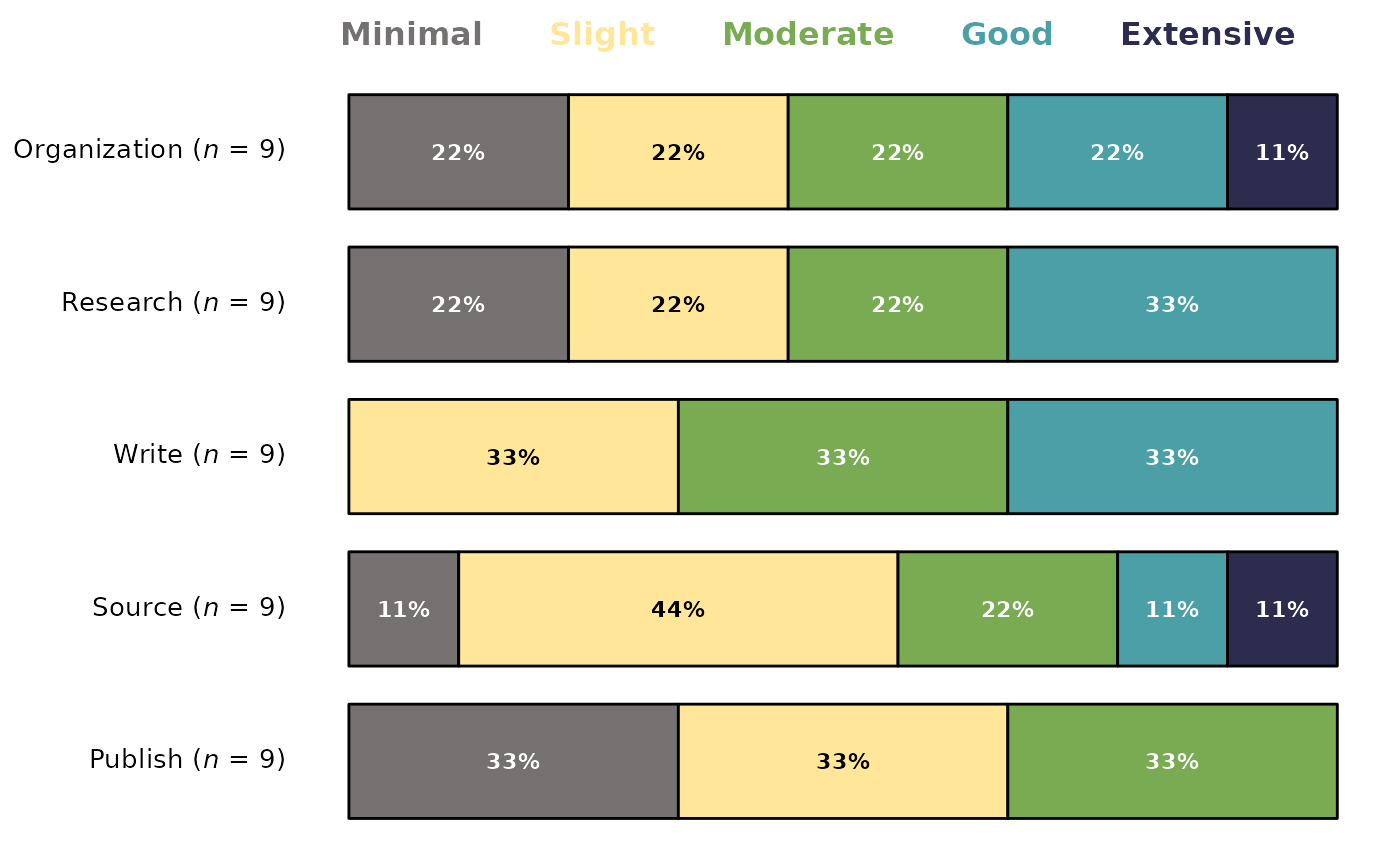 Minimal Slight Moderate Good Extensive
Organization (n = 9) 22% 22% 22% 22% 11%
Research (n = 9) 22% 22% 22% 33%
Write (n = 9) 33% 33% 33%
Source (n = 9) 11% 44% 22% 11% 11%
Publish (n = 9) 33% 33% 33%